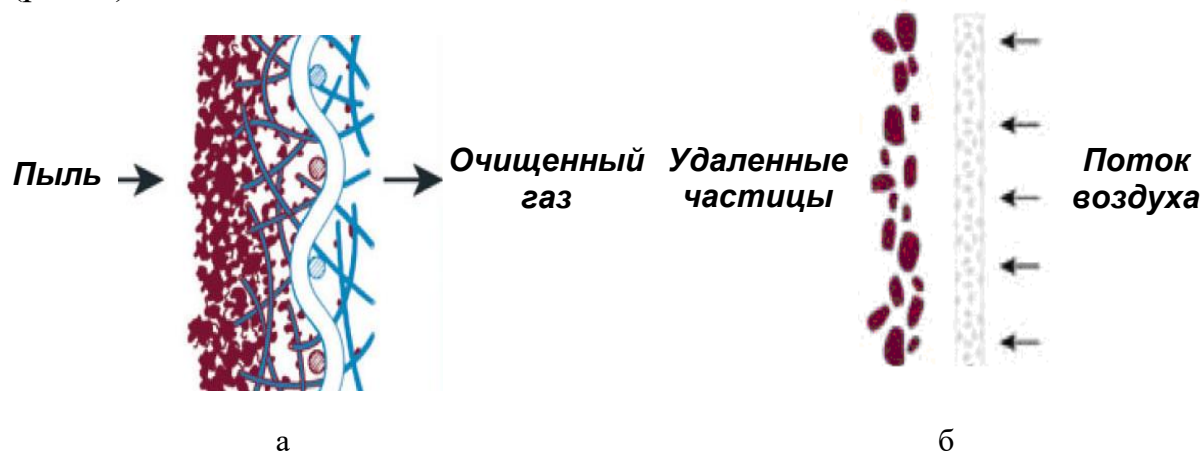 Пыль
Очищенный
газ
Удаленные
частицы
Поток
воздуха
а
б